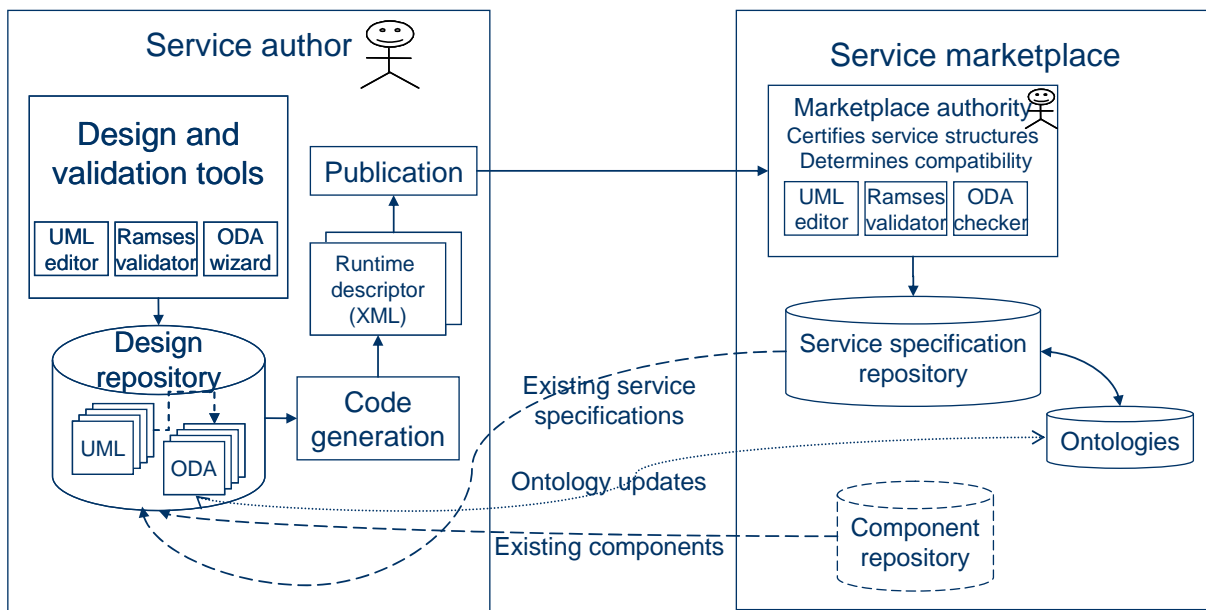 Service author
Design and
validation tools
UML
editor
Ramses
validator
ODA
wizard
Publication
Runtime
descriptor
(XML)
Design
repository
UML
ODA
Code
generation
Existing service
specifications
Ontology updates
Existing components
Service marketplace
Marketplace authority
Certifies service structures
Determines compatibility
UML
editor
Ramses
validator
ODA
checker
Service specification
repository
Ontologies
Component
repository